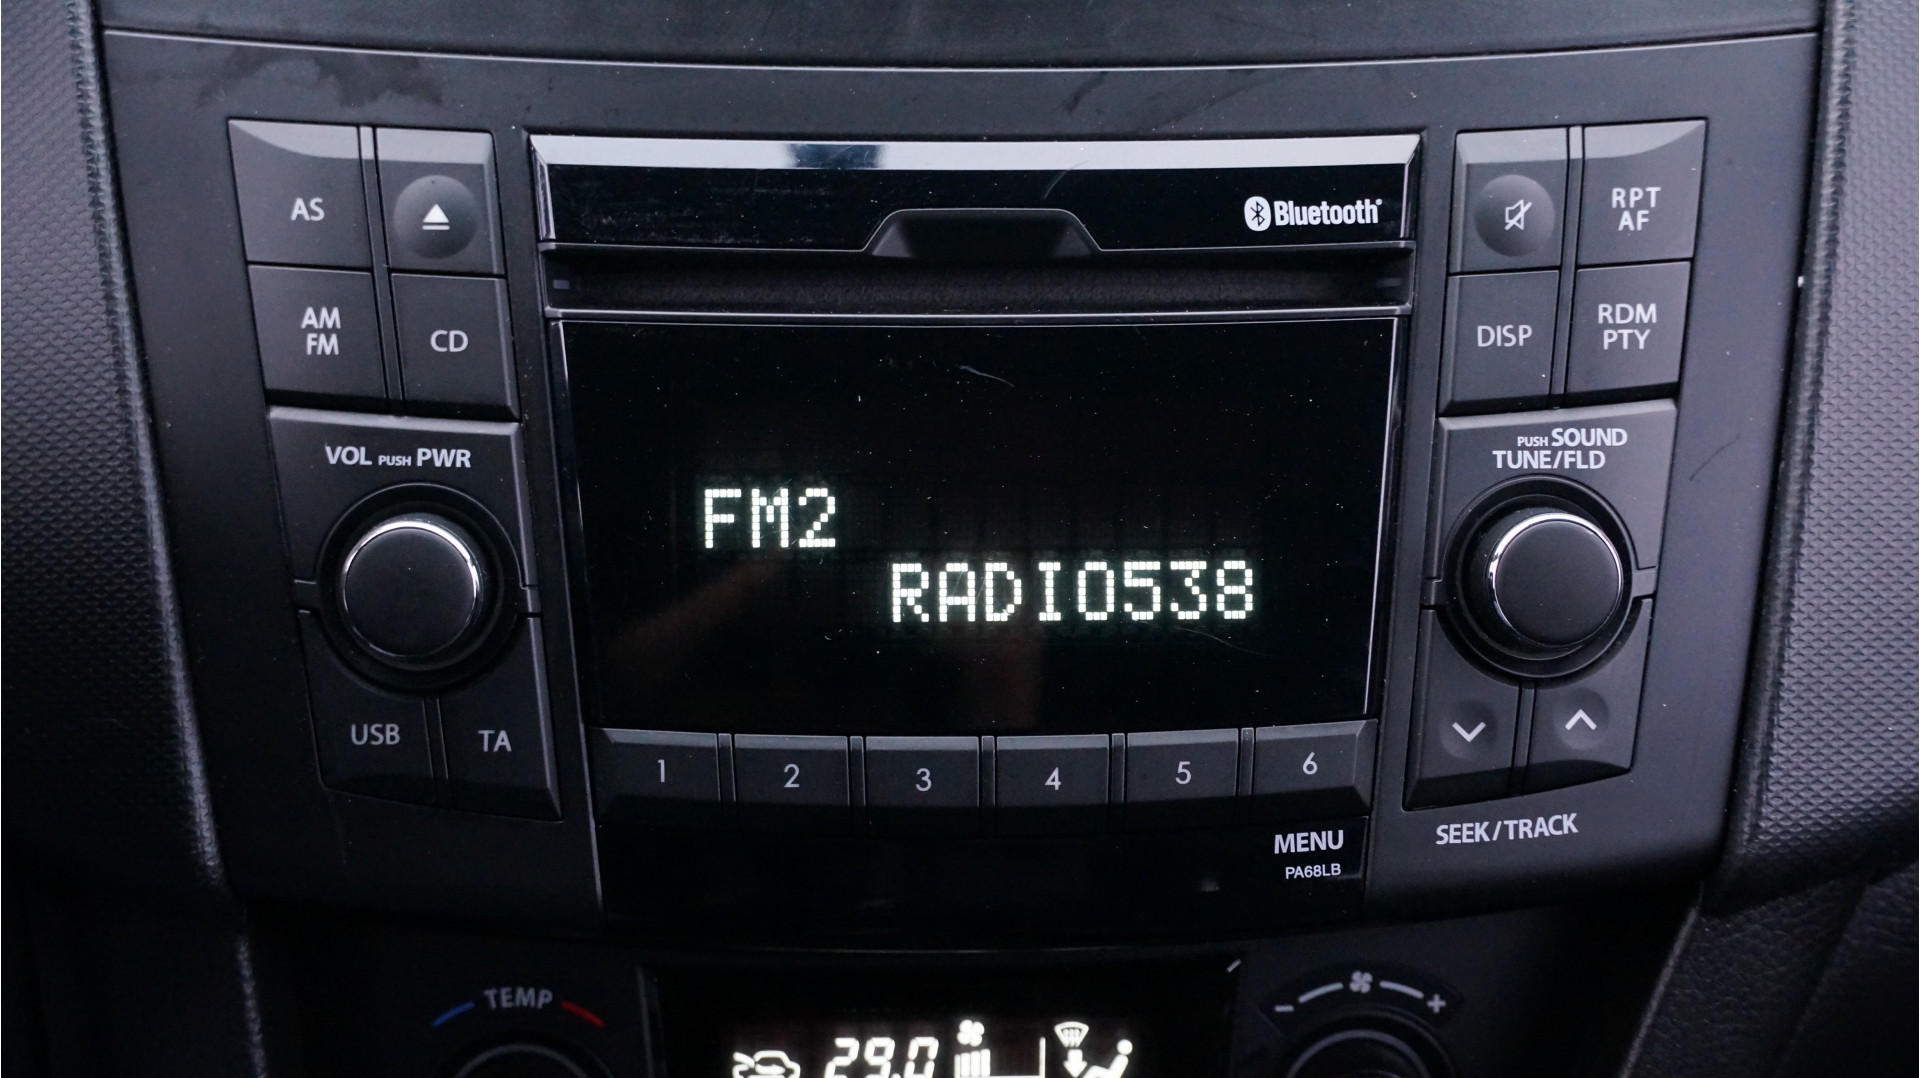 AS
AM
FM
CD
VOL PUSH PWR
USB
TA
Bluetooth
FM2
RADIO538
1
2
3
4
5
6
MENU
PA68LB
RPT
AF
DISP
RDM
PTY
PUSH SOUND
TUNE/FLD
SEEK/TRACK
TEMP
29.0
- +